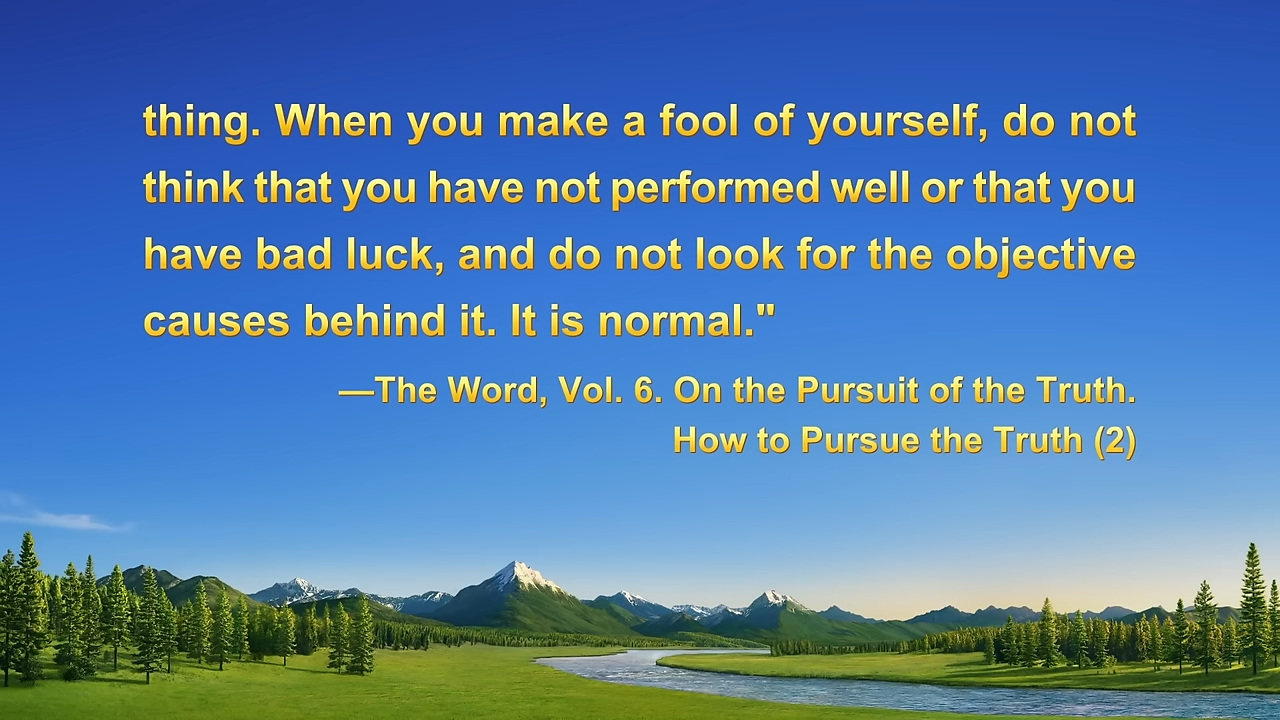 thing. When you make a fool of yourself, do not
think that you have not performed well or that you
have bad luck, and do not look for the objective
causes behind it. It is normal."
—The Word, Vol. 6. On the Pursuit of the Truth.
How to Pursue the Truth (2)